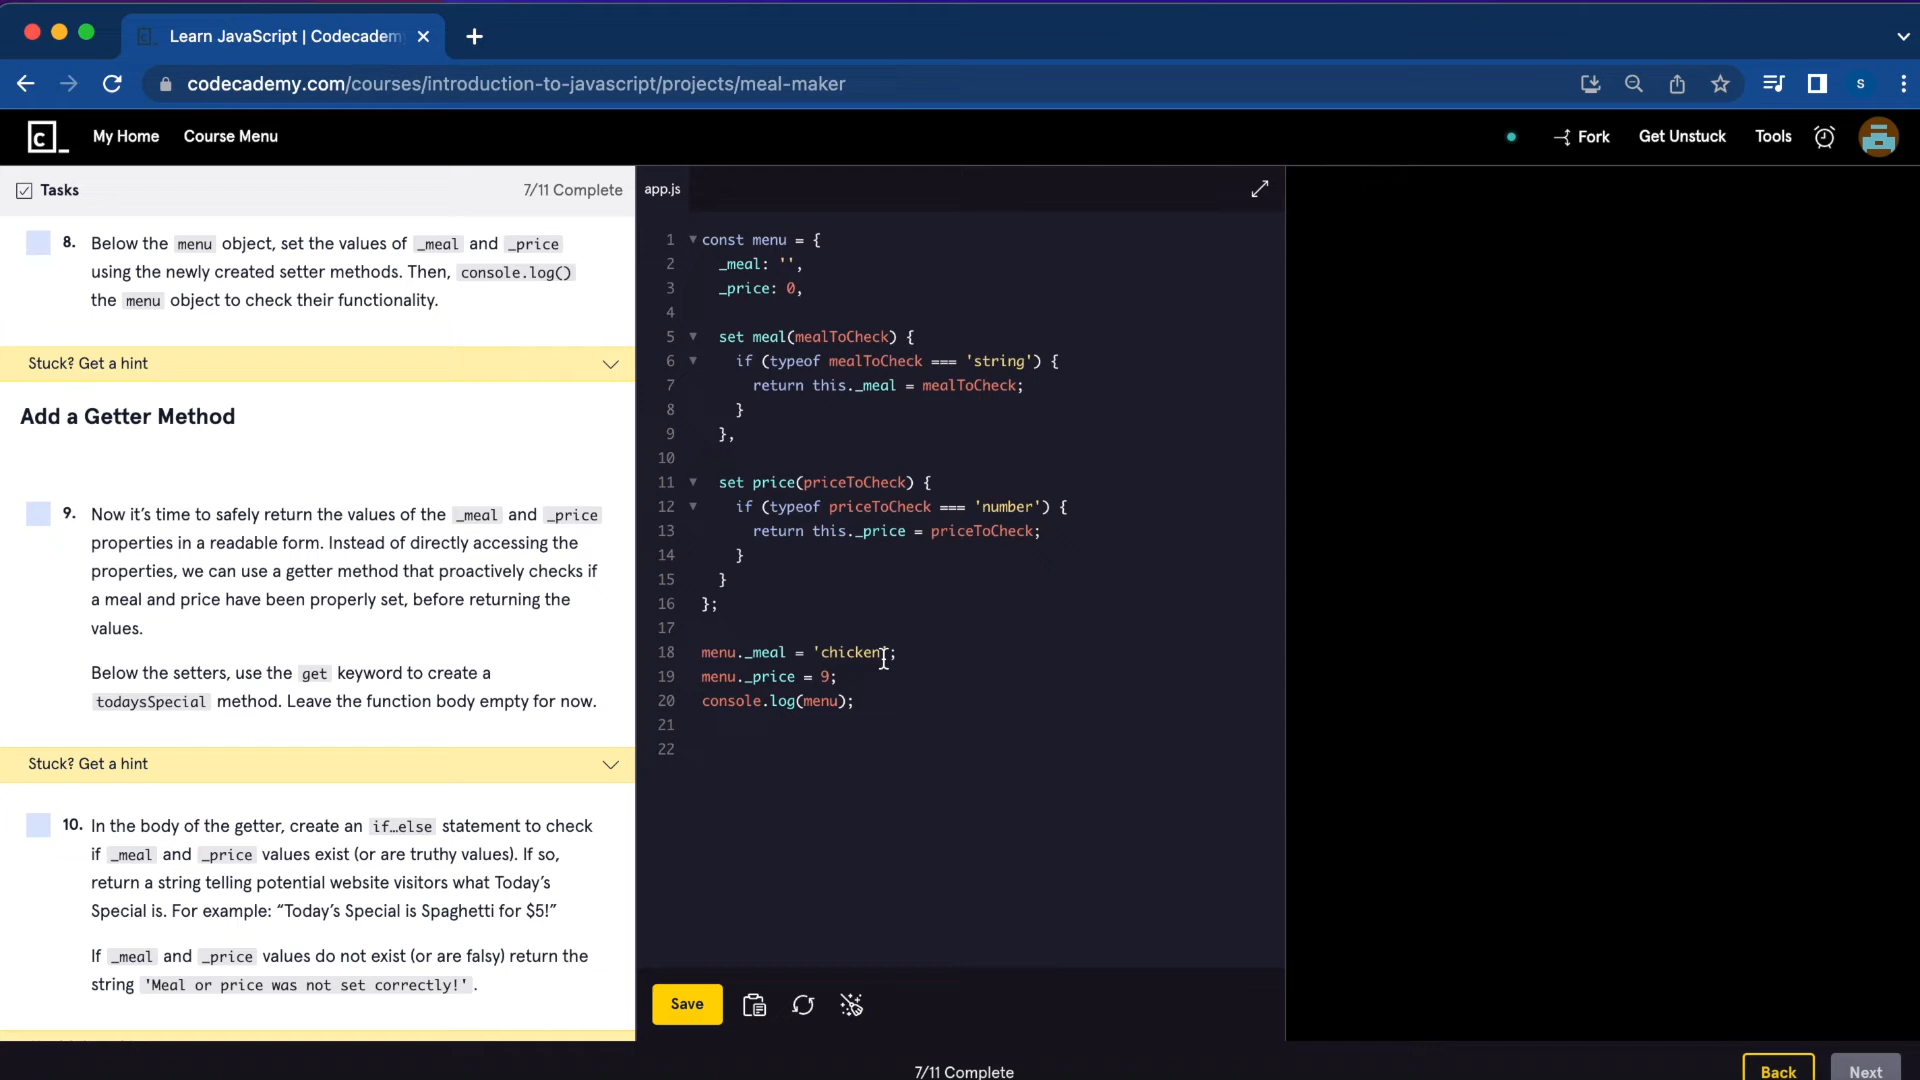 Learn JavaScript | Codecadem
codecademy.com/courses/introduction-to-javascript/projects/meal-maker
s
c_
My Home
Course Menu
Fork
Get Unstuck
Tools
Tasks
7/11 Complete
8. Below the menu object, set the values of _meal and _price
using the newly created setter methods. Then, console.log()
the menu object to check their functionality.
Stuck? Get a hint
Add a Getter Method
9. Now it's time to safely return the values of the _meal and _price
properties in a readable form. Instead of directly accessing the
properties, we can use a getter method that proactively checks if
a meal and price have been properly set, before returning the
values.
Below the setters, use the get keyword to create a
todaysSpecial method. Leave the function body empty for now.
Stuck? Get a hint
10. In the body of the getter, create an if…else statement to check
if _meal and _price values exist (or are truthy values). If so,
return a string telling potential website visitors what Today's
Special is. For example: “Today's Special is Spaghetti for $5!”
If _meal and _price values do not exist (or are falsy) return the
string 'Meal or price was not set correctly!'.
app.js
1 const menu = {
2 _meal: '',
3 _price: 0,
4
5 set meal(mealToCheck) {
6 if (typeof mealToCheck === 'string') {
7 return this._meal = mealToCheck;
8 }
9 },
10
11 set price(priceToCheck) {
12 if (typeof priceToCheck === 'number') {
13 return this._price = priceToCheck;
14 }
15 }
16 };
17
18 menu._meal = 'chicken';
19 menu._price = 9;
20 console.log(menu);
21
22
Save
7/11 Complete
Back
Next